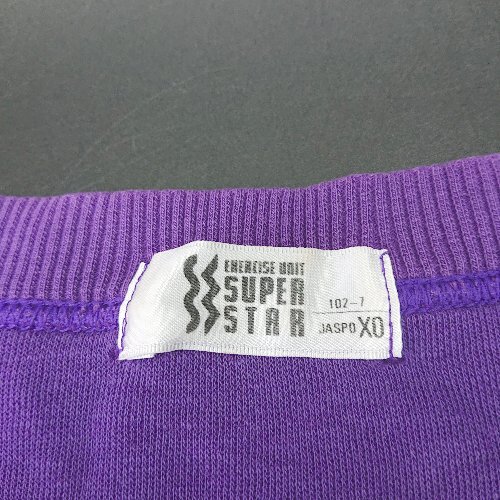 EXERCISE UNIT
SUPER
STAR
102-7
JASPO XO